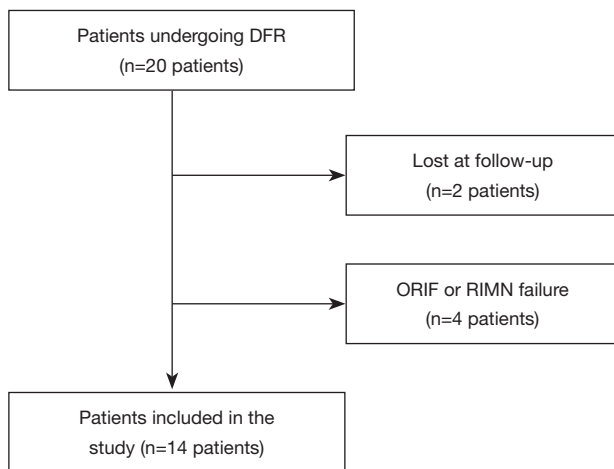 Patients undergoing DFR
(n=20 patients)
Lost at follow-up
(n=2 patients)
ORIF or RIMN failure
(n=4 patients)
Patients included in the
study (n=14 patients)